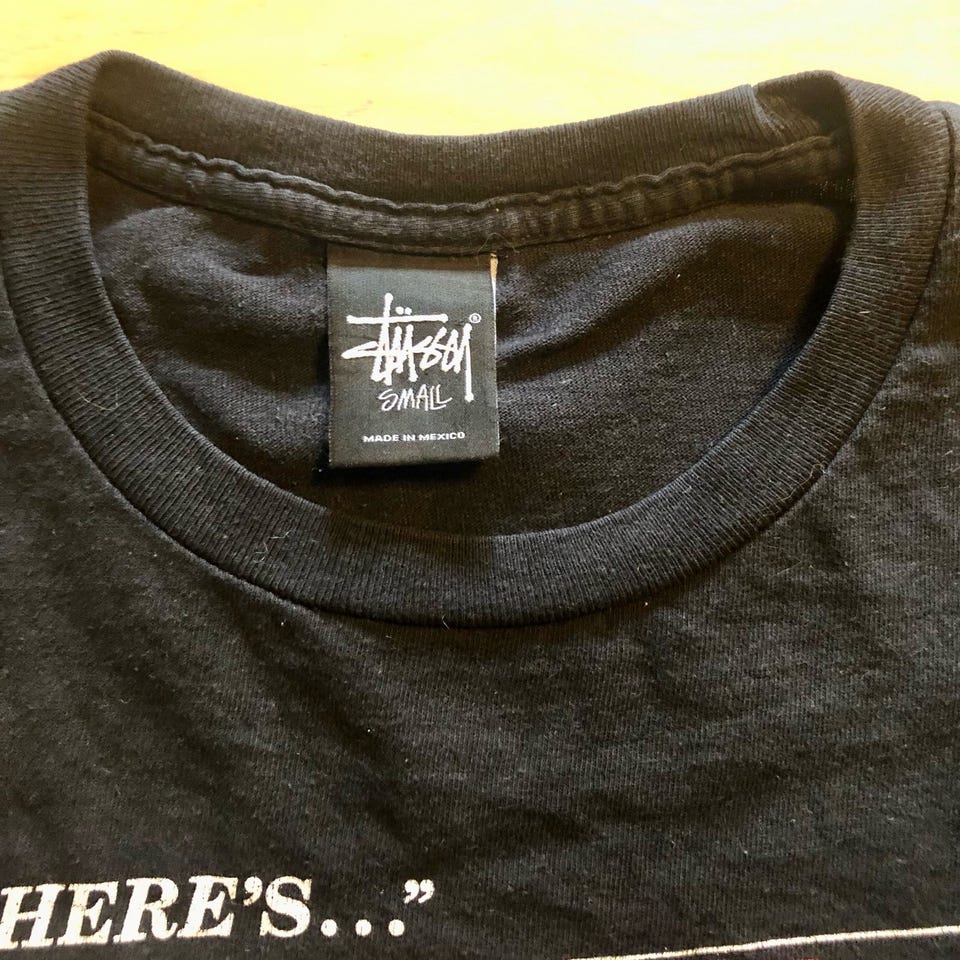 Stüssy ®
SMALL
MADE IN MEXICO
HERE'S..."